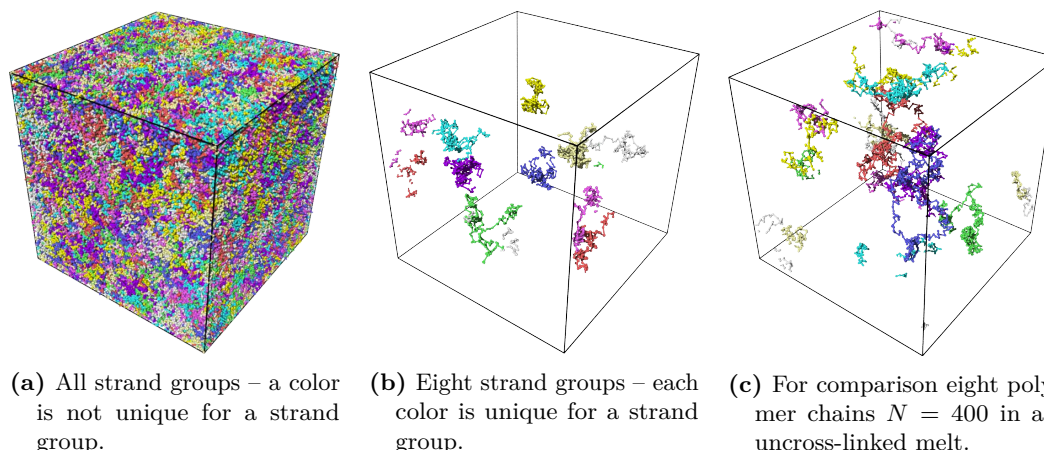 (a) All strand groups – a color
is not unique for a strand
group.
(b) Eight strand groups – each
color is unique for a strand
group.
(c) For comparison eight poly
mer chains N = 400 in a
uncross-linked melt.